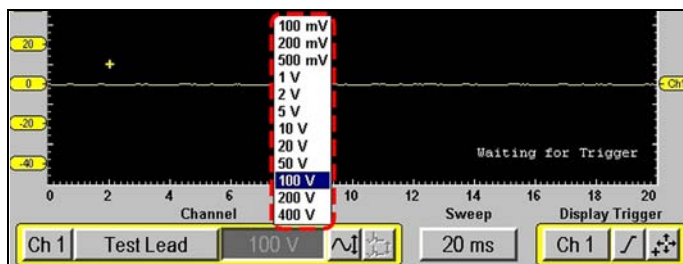 100 mV
200 mV
500 mV
1 V
2 V
5 V
10 V
20 V
50 V
100 V
200 V
400 V
20
0
-20
-40
Ch1
Waiting for Trigger
0 2 4 6 10 12 14 16 18 20
Channel Sweep Display Trigger
Ch 1 Test Lead 100 V 20 ms Ch 1